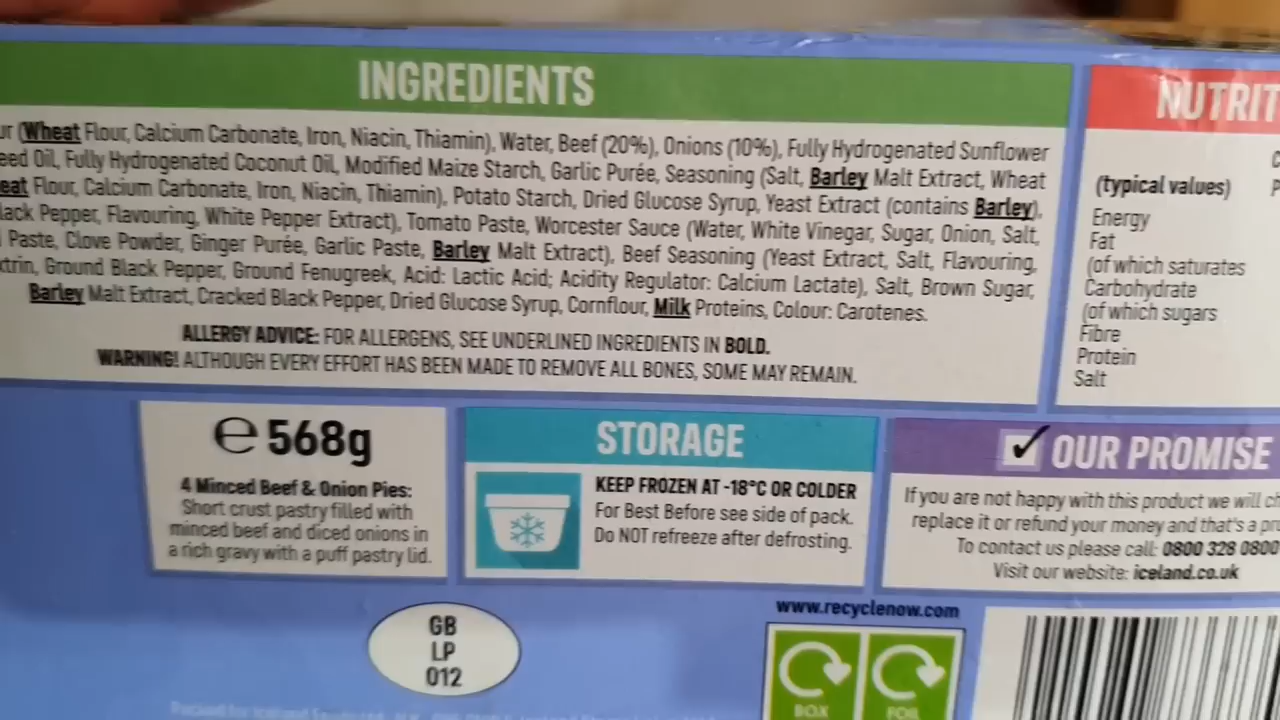 INGREDIENTS
(Wheat Flour, Calcium Carbonate, Iron, Niacin, Thiamin), Water, Beef (20%), Onions (10%), Fully Hydrogenated Sunflower
Oil, Fully Hydrogenated Coconut Oil, Modified Maize Starch, Garlic Purée, Seasoning (Salt, Barley Malt Extract, Wheat
Flour, Calcium Carbonate, Iron, Niacin, Thiamin), Potato Starch, Dried Glucose Syrup, Yeast Extract (contains Barley),
Pepper, Flavouring, White Pepper Extract), Tomato Paste, Worcester Sauce (Water, White Vinegar, Sugar, Onion, Salt,
Paste, Clove Powder, Ginger Purée, Garlic Paste, Barley Malt Extract), Beef Seasoning (Yeast Extract, Salt, Flavouring,
Ground Black Pepper, Ground Fenugreek, Acid: Lactic Acid; Acidity Regulator: Calcium Lactate), Salt, Brown Sugar,
Barley Malt Extract, Cracked Black Pepper, Dried Glucose Syrup, Cornflour, Milk Proteins, Colour: Carotenes.
ALLERGY ADVICE: FOR ALLERGENS, SEE UNDERLINED INGREDIENTS IN BOLD.
WARNING! ALTHOUGH EVERY EFFORT HAS BEEN MADE TO REMOVE ALL BONES, SOME MAY REMAIN.
NUTRIT
(typical values)
Energy
Fat
(of which saturates
Carbohydrate
(of which sugars
Fibre
Protein
Salt
℮ 568g
4 Minced Beef & Onion Pies:
Short crust pastry filled with
minced beef and diced onions in
a rich gravy with a puff pastry lid.
STORAGE
KEEP FROZEN AT -18°C OR COLDER
For Best Before see side of pack.
Do NOT refreeze after defrosting.
OUR PROMISE
If you are not happy with this product we will
replace it or refund your money and that's a
To contact us please call: 0800 328 0800
Visit our website: iceland.co.uk
GB
LP
012
www.recyclenow.com
BOX
FOIL